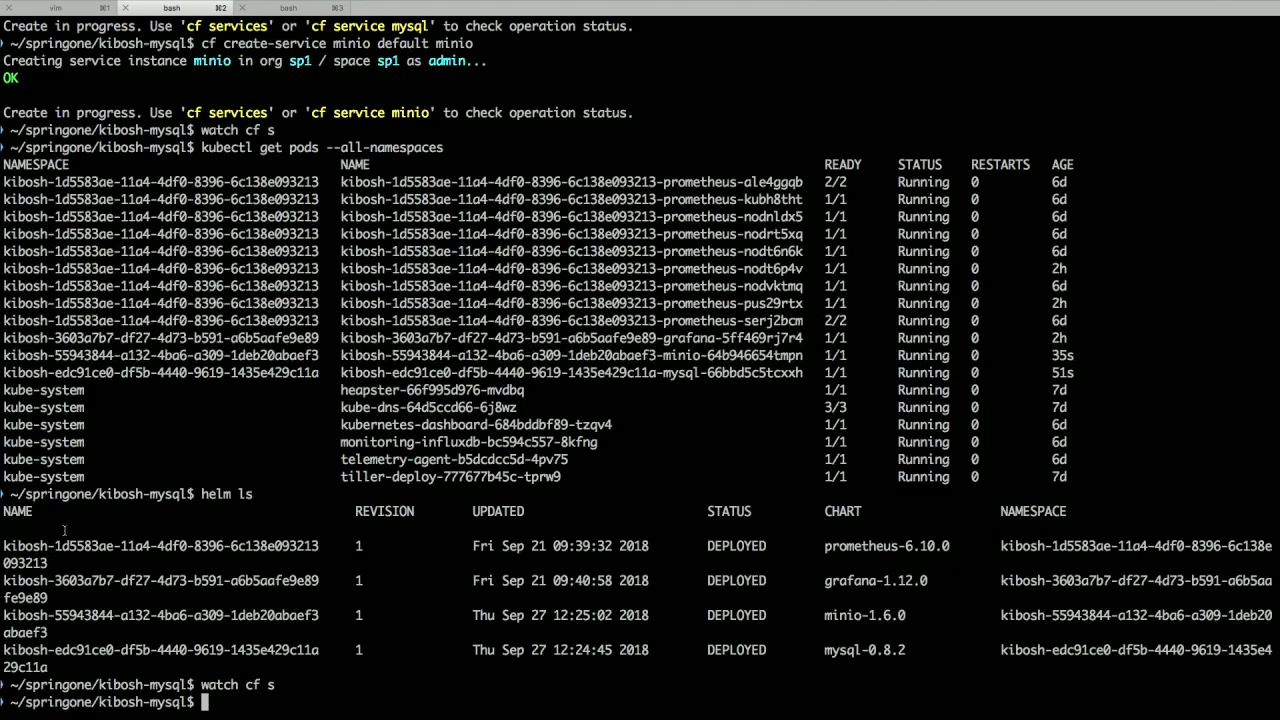 vim ⌘1 bash ⌘2 bash ⌘3
Create in progress. Use 'cf services' or 'cf service mysql' to check operation status.
~/springone/kibosh-mysql$ cf create-service minio default minio
Creating service instance minio in org sp1 / space sp1 as admin...
OK
Create in progress. Use 'cf services' or 'cf service minio' to check operation status.
~/springone/kibosh-mysql$ watch cf s
~/springone/kibosh-mysql$ kubectl get pods --all-namespaces
NAMESPACE NAME READY STATUS RESTARTS AGE
kibosh-1d5583ae-11a4-4df0-8396-6c138e093213 kibosh-1d5583ae-11a4-4df0-8396-6c138e093213-prometheus-ale4ggqb 2/2 Running 0 6d
kibosh-1d5583ae-11a4-4df0-8396-6c138e093213 kibosh-1d5583ae-11a4-4df0-8396-6c138e093213-prometheus-kubh8tht 1/1 Running 0 6d
kibosh-1d5583ae-11a4-4df0-8396-6c138e093213 kibosh-1d5583ae-11a4-4df0-8396-6c138e093213-prometheus-nodnldx5 1/1 Running 0 6d
kibosh-1d5583ae-11a4-4df0-8396-6c138e093213 kibosh-1d5583ae-11a4-4df0-8396-6c138e093213-prometheus-nodrt5xq 1/1 Running 0 6d
kibosh-1d5583ae-11a4-4df0-8396-6c138e093213 kibosh-1d5583ae-11a4-4df0-8396-6c138e093213-prometheus-nodt6n6k 1/1 Running 0 6d
kibosh-1d5583ae-11a4-4df0-8396-6c138e093213 kibosh-1d5583ae-11a4-4df0-8396-6c138e093213-prometheus-nodt6p4v 1/1 Running 0 2h
kibosh-1d5583ae-11a4-4df0-8396-6c138e093213 kibosh-1d5583ae-11a4-4df0-8396-6c138e093213-prometheus-nodvktmq 1/1 Running 0 6d
kibosh-1d5583ae-11a4-4df0-8396-6c138e093213 kibosh-1d5583ae-11a4-4df0-8396-6c138e093213-prometheus-pus29rtx 1/1 Running 0 2h
kibosh-1d5583ae-11a4-4df0-8396-6c138e093213 kibosh-1d5583ae-11a4-4df0-8396-6c138e093213-prometheus-serj2bcm 2/2 Running 0 6d
kibosh-3603a7b7-df27-4d73-b591-a6b5aafe9e89 kibosh-3603a7b7-df27-4d73-b591-a6b5aafe9e89-grafana-5ff469rj7r4 1/1 Running 0 2h
kibosh-55943844-a132-4ba6-a309-1deb20abaef3 kibosh-55943844-a132-4ba6-a309-1deb20abaef3-minio-64b946654tmpn 1/1 Running 0 35s
kibosh-edc91ce0-df5b-4440-9619-1435e429c11a kibosh-edc91ce0-df5b-4440-9619-1435e429c11a-mysql-66bbd5c5tcxxh 1/1 Running 0 51s
kube-system heapster-66f995d976-mvdbq 1/1 Running 0 7d
kube-system kube-dns-64d5ccd66-6j8wz 3/3 Running 0 7d
kube-system kubernetes-dashboard-684bddbf89-tzqv4 1/1 Running 0 6d
kube-system monitoring-influxdb-bc594c557-8kfng 1/1 Running 0 6d
kube-system telemetry-agent-b5dcdcc5d-4pv75 1/1 Running 0 6d
kube-system tiller-deploy-777677b45c-tprw9 1/1 Running 0 7d
~/springone/kibosh-mysql$ helm ls
NAME REVISION UPDATED STATUS CHART NAMESPACE
kibosh-1d5583ae-11a4-4df0-8396-6c138e093213 1 Fri Sep 21 09:39:32 2018 DEPLOYED prometheus-6.10.0 kibosh-1d5583ae-11a4-4df0-8396-6c138e
093213
kibosh-3603a7b7-df27-4d73-b591-a6b5aafe9e89 1 Fri Sep 21 09:40:58 2018 DEPLOYED grafana-1.12.0 kibosh-3603a7b7-df27-4d73-b591-a6b5aa
fe9e89
kibosh-55943844-a132-4ba6-a309-1deb20abaef3 1 Thu Sep 27 12:25:02 2018 DEPLOYED minio-1.6.0 kibosh-55943844-a132-4ba6-a309-1deb20
abaef3
kibosh-edc91ce0-df5b-4440-9619-1435e429c11a 1 Thu Sep 27 12:24:45 2018 DEPLOYED mysql-0.8.2 kibosh-edc91ce0-df5b-4440-9619-1435e4
29c11a
~/springone/kibosh-mysql$ watch cf s
~/springone/kibosh-mysql$